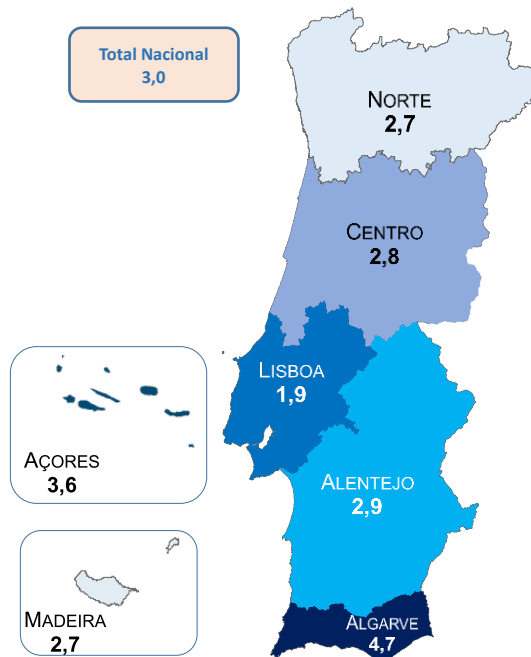 Total Nacional
3,0
NORTE
2,7
CENTRO
2,8
LISBOA
1,9
AÇORES
3,6
ALENTEJO
2,9
MADEIRA
2,7
ALGARVE
4,7